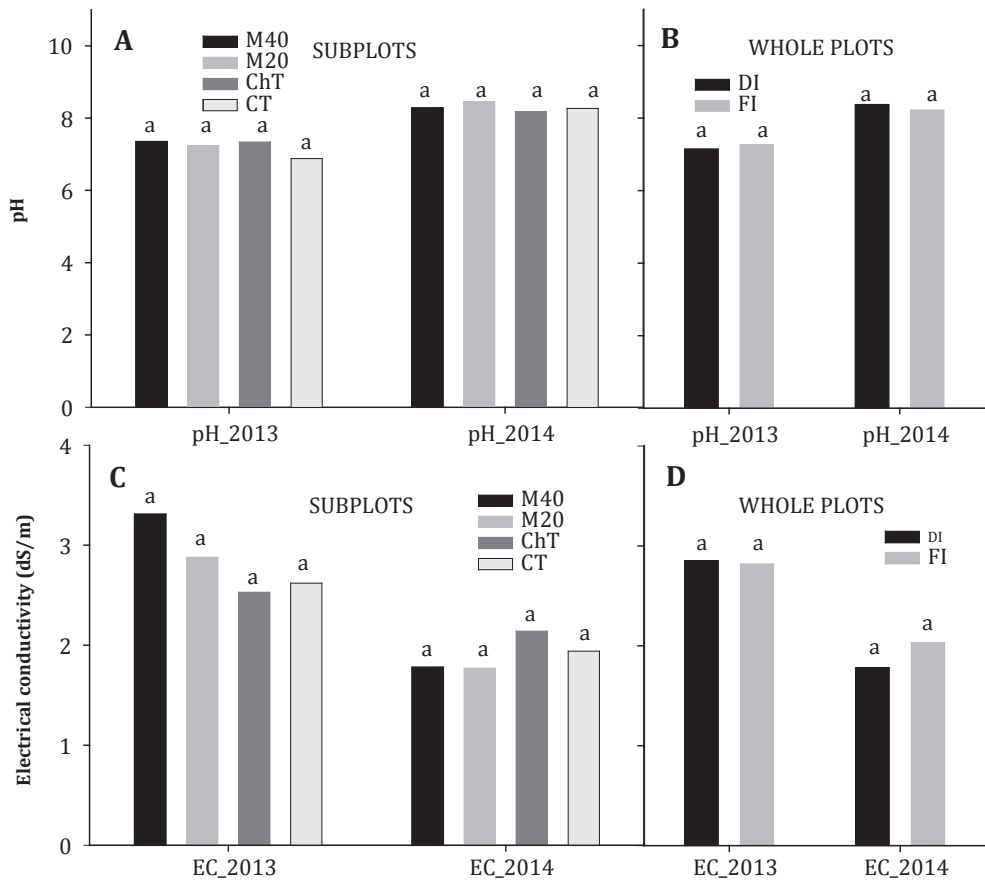 A
M40
M20
ChT
CT
SUBPLOTS
a a a a
a a a a
10
8
6
4
2
0
pH
pH_2013 pH_2014
B
WHOLE PLOTS
DI
FI
a a
a a
pH_2013 pH_2014
C
SUBPLOTS
M40
M20
ChT
CT
a a a a
a a a a
4
3
2
1
0
Electrical conductivity (dS/m)
EC_2013 EC_2014
D
WHOLE PLOTS
DI
FI
a a
a a
EC_2013 EC_2014